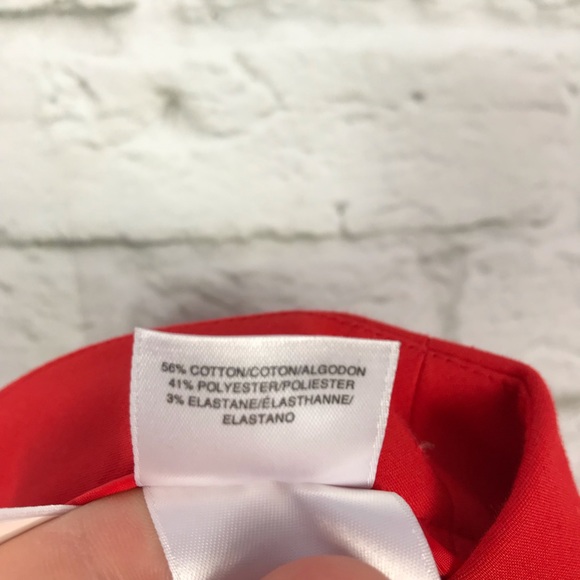 56% COTTON/COTON/ALGODON
41% POLYESTER/POLIESTER
3% ELASTANE/ÉLASTHANNE/
ELASTANO